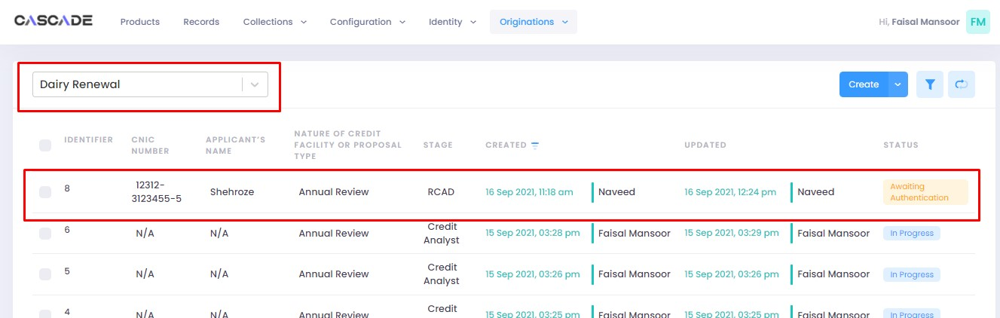 CASCADE Products Records Collections Configuration Identity Originations Hi, Faisal Mansoor FM
Dairy Renewal Create
IDENTIFIER CNIC NUMBER APPLICANT'S NAME NATURE OF CREDIT FACILITY OR PROPOSAL TYPE STAGE CREATED UPDATED STATUS
8 12312-3123455-5 Shehroze Annual Review RCAD 16 Sep 2021, 11:18 am Naveed 16 Sep 2021, 12:24 pm Naveed Awaiting Authentication
6 N/A N/A Annual Review Credit Analyst 15 Sep 2021, 03:28 pm Faisal Mansoor 15 Sep 2021, 03:29 pm Faisal Mansoor In Progress
5 N/A N/A Annual Review Credit Analyst 15 Sep 2021, 03:26 pm Faisal Mansoor 15 Sep 2021, 03:26 pm Faisal Mansoor In Progress
4 N/A N/A Annual Review Credit 15 Sep 2021, 03:25 pm Faisal Mansoor 15 Sep 2021, 03:25 pm Faisal Mansoor In Progress